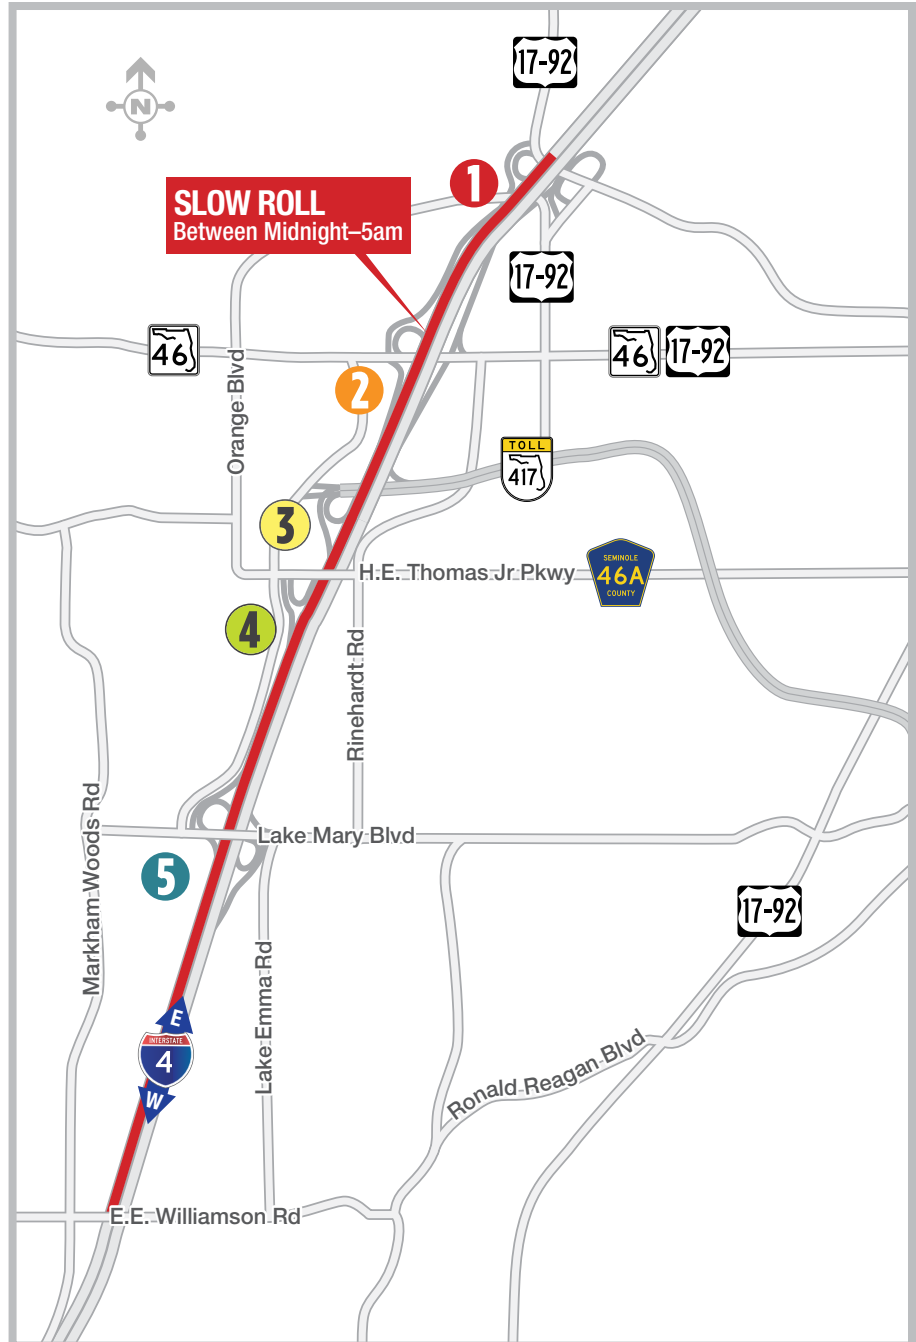 17-92
N
1
SLOW ROLL
Between Midnight–5am
17-92
46
46
17-92
Orange Blvd
2
TOLL
417
3
H.E. Thomas Jr Pkwy
SEMINOLE
46A
COUNTY
4
Rinehardt Rd
Markham Woods Rd
Lake Mary Blvd
5
17-92
Lake Emma Rd
E
INTERSTATE
4
W
Ronald Reagan Blvd
E.E. Williamson Rd